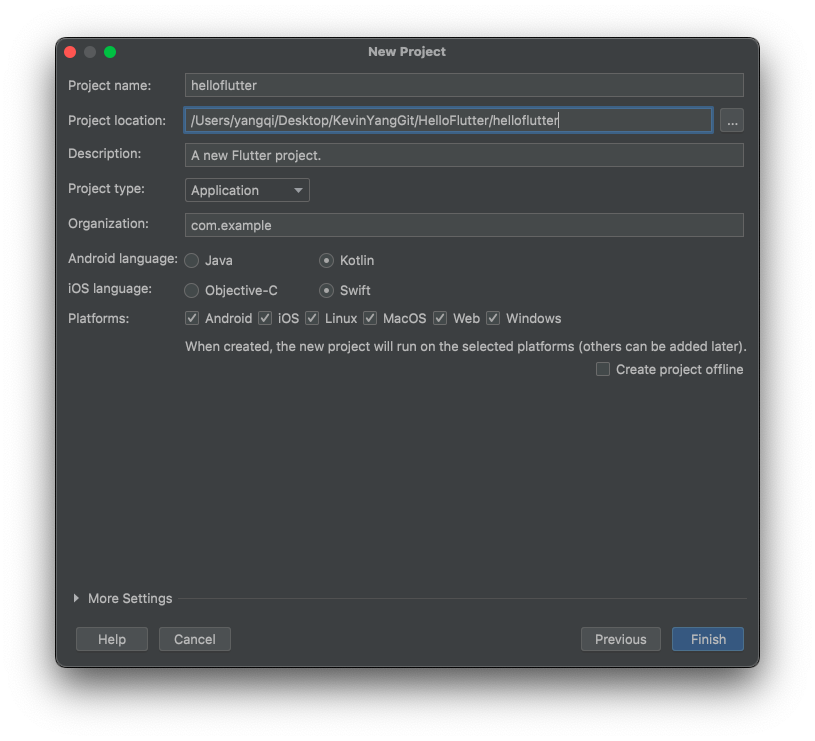 New Project
Project name: helloflutter
Project location: /Users/yangqi/Desktop/KevinYangGit/HelloFlutter/helloflutter ...
Description: A new Flutter project.
Project type: Application
Organization: com.example
Android language: Java Kotlin
iOS language: Objective-C Swift
Platforms: Android iOS Linux MacOS Web Windows
When created, the new project will run on the selected platforms (others can be added later).
Create project offline
More Settings
Help Cancel Previous Finish